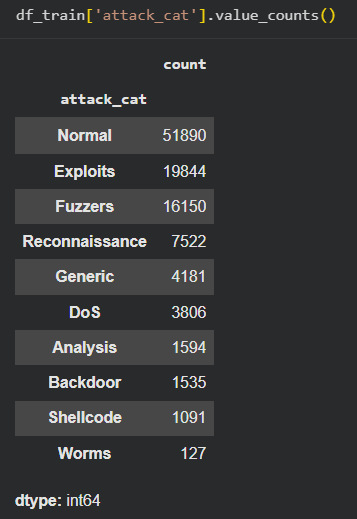 df_train['attack_cat'].value_counts()
count
attack_cat
Normal 51890
Exploits 19844
Fuzzers 16150
Reconnaissance 7522
Generic 4181
DoS 3806
Analysis 1594
Backdoor 1535
Shellcode 1091
Worms 127
dtype: int64